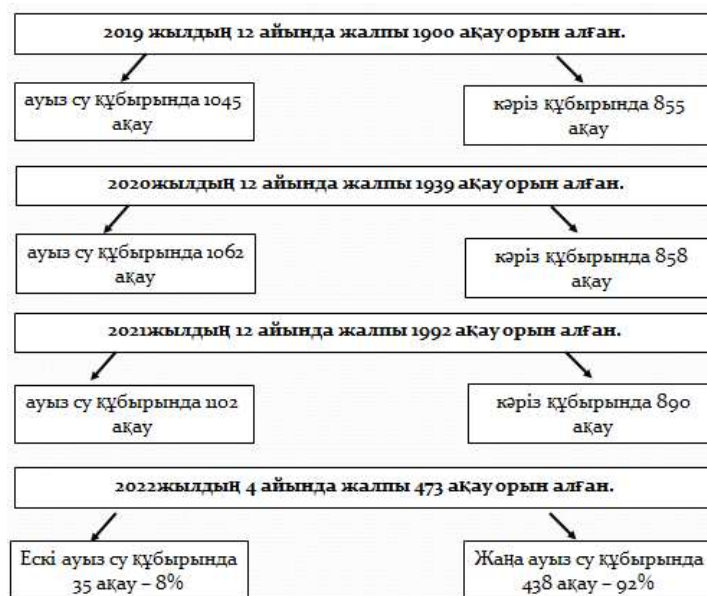 2019 жылдың 12 айында жалпы 1900 ақау орын алған.
ауыз су құбырында 1045
ақау
кәріз құбырында 855
ақау
2020жылдың 12 айында жалпы 1939 ақау орын алған.
ауыз су құбырында 1062
ақау
кәріз құбырында 858
ақау
2021жылдың 12 айында жалпы 1992 ақау орын алған.
ауыз су құбырында 1102
ақау
кәріз құбырында 890
ақау
2022жылдың 4 айында жалпы 473 ақау орын алған.
Ескі ауыз су құбырында
35 ақау – 8%
Жаңа ауыз су құбырында
438 ақау – 92%